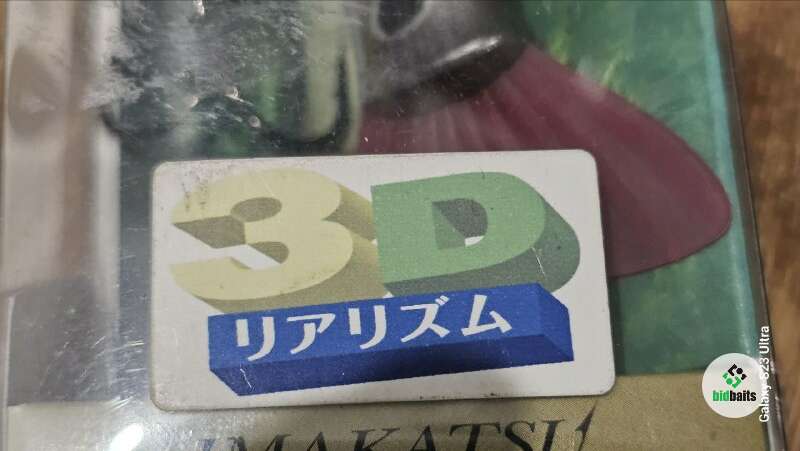 3D
リアリズム
IMAKATSU
bidbaits
Galaxy S23 Ultra